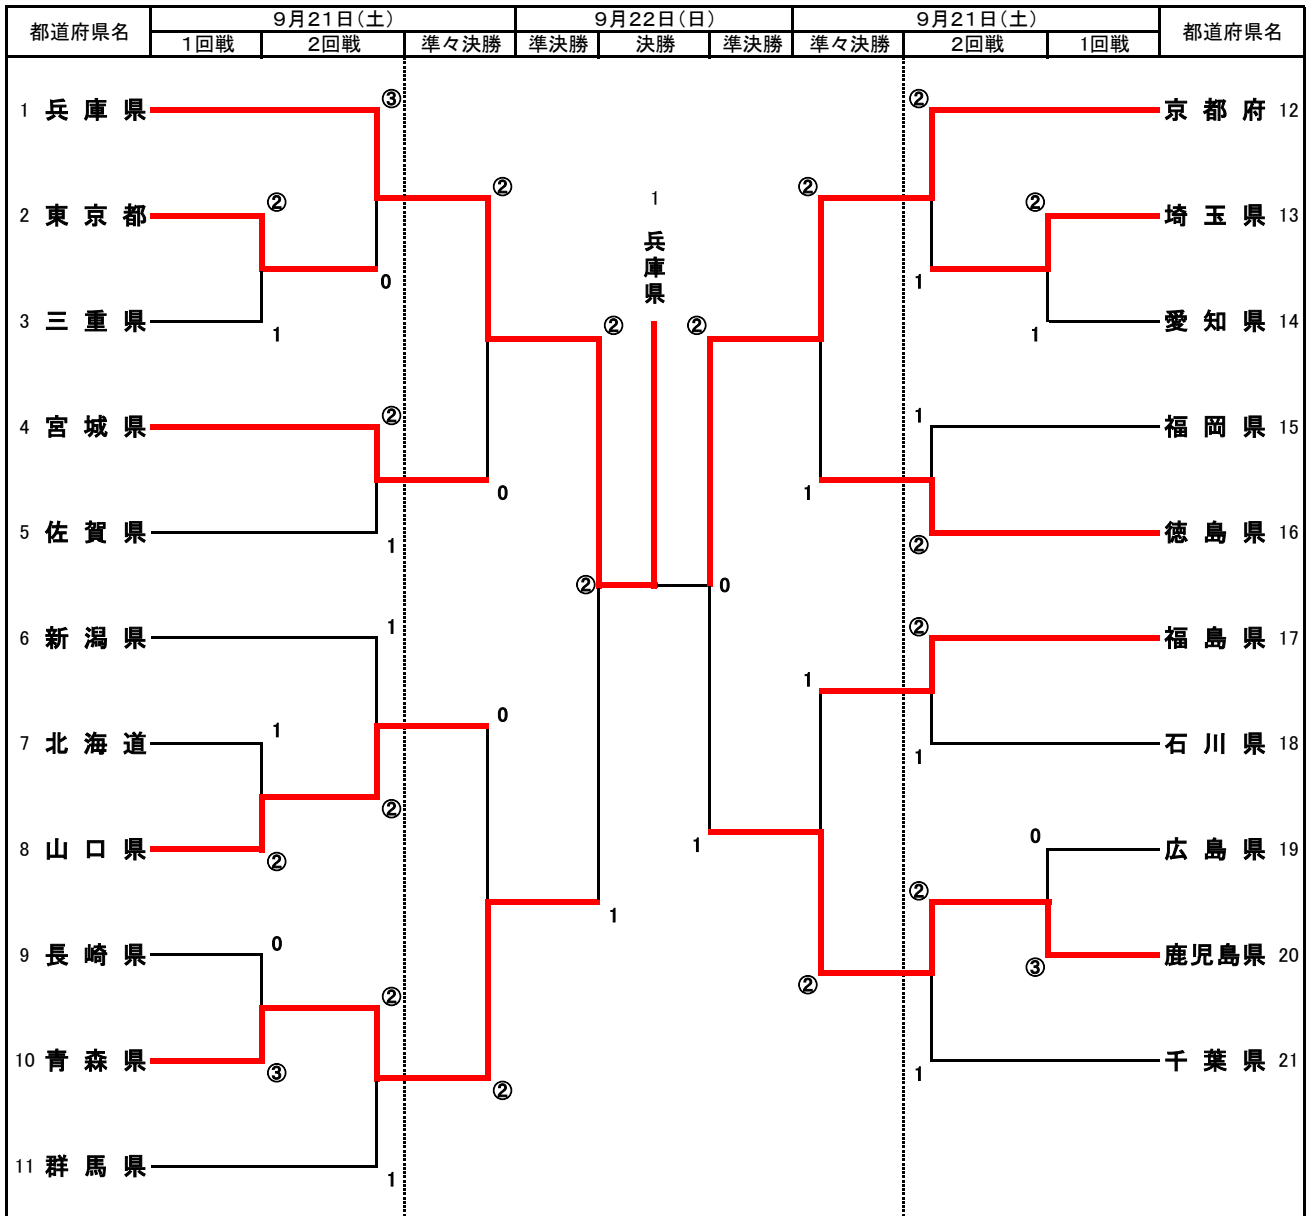 都道府県名 9月21日(土) 9月22日(日) 9月21日(土) 都道府県名
1回戦 2回戦 準々決勝 準決勝 決勝 準決勝 準々決勝 2回戦 1回戦
③ ②
1 兵庫県 京都府 12
② ②
1
兵庫県
② ②
2 東京都 埼玉県 13
0 1
3 三重県 愛知県 14
② ②
1 1
② 1
4 宮城県 福岡県 15
0 1
5 佐賀県 徳島県 16
1 ②
② 0
1 ②
6 新潟県 福島県 17
1
0
1
7 北海道 石川県 18
1
② 0
1
8 山口県 広島県 19
②
②
1
0
9 長崎県 鹿児島県 20
③
②
②
10 青森県 千葉県 21
③ 1
②
11 群馬県
1